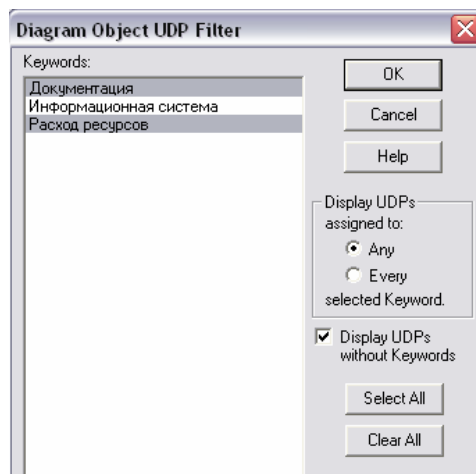 Diagram Object UDP Filter
Keywords:
Документация
Информационная система
Расход ресурсов
OK
Cancel
Help
Display UDPs
assigned to:
Any
Every
selected Keyword.
Display UDPs
without Keywords
Select All
Clear All